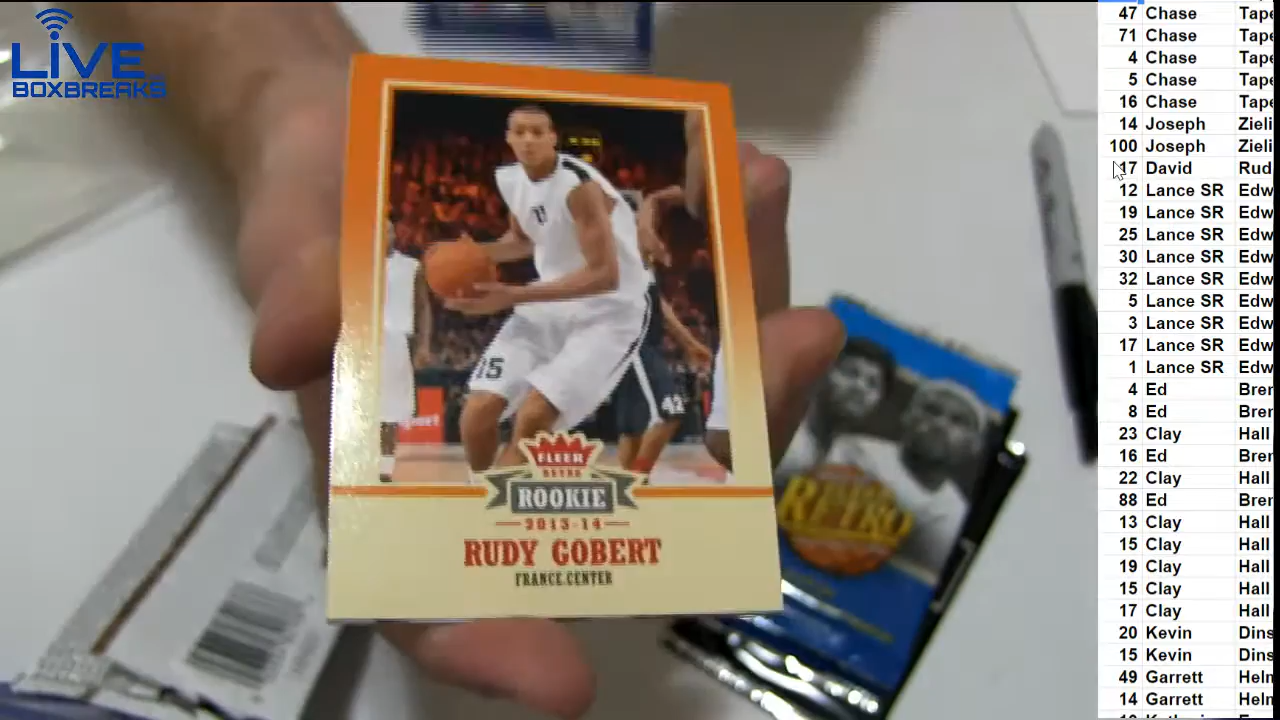 LiVE
BOXBREAKS
15
42
FLEER
RETRO
ROOKIE
2013-14
RUDY GOBERT
FRANCE. CENTER
RETRO
47 Chase Tape
71 Chase Tape
4 Chase Tape
5 Chase Tape
16 Chase Tape
14 Joseph Zieli
100 Joseph Zieli
17 David Rud
12 Lance SR Edw
19 Lance SR Edw
25 Lance SR Edw
30 Lance SR Edw
32 Lance SR Edw
5 Lance SR Edw
3 Lance SR Edw
17 Lance SR Edw
1 Lance SR Edw
4 Ed Bren
8 Ed Bren
23 Clay Hall
16 Ed Bren
22 Clay Hall
88 Ed Bren
13 Clay Hall
15 Clay Hall
19 Clay Hall
15 Clay Hall
17 Clay Hall
20 Kevin Dins
15 Kevin Dins
49 Garrett Heln
14 Garrett Heln